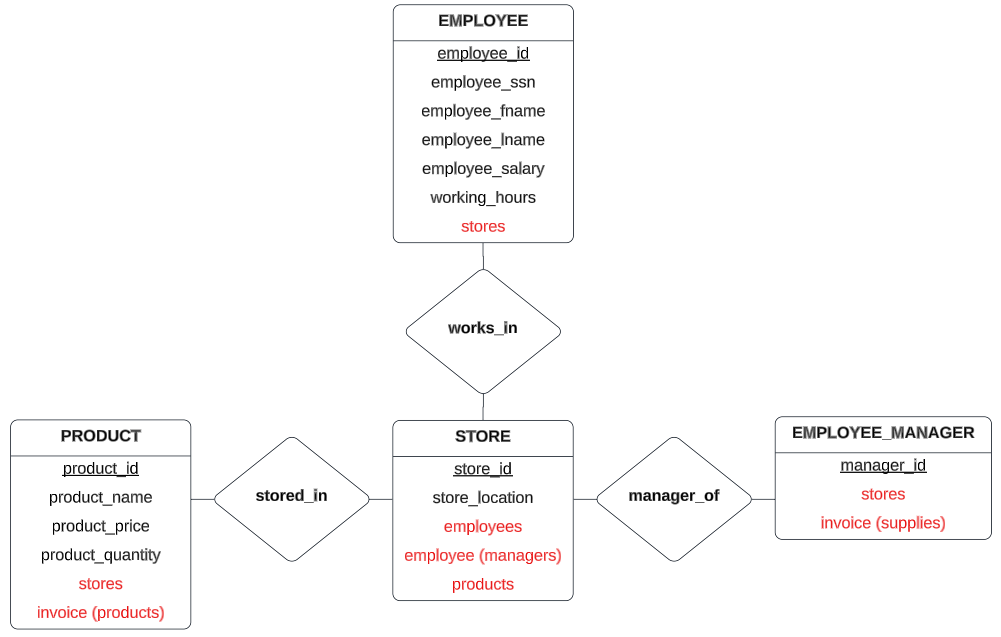 EMPLOYEE
employee_id
employee_ssn
employee_fname
employee_lname
employee_salary
working_hours
stores
works_in
PRODUCT
product_id
product_name
product_price
product_quantity
stores
invoice (products)
stored_in
STORE
store_id
store_location
employees
employee (managers)
products
manager_of
EMPLOYEE_MANAGER
manager_id
stores
invoice (supplies)